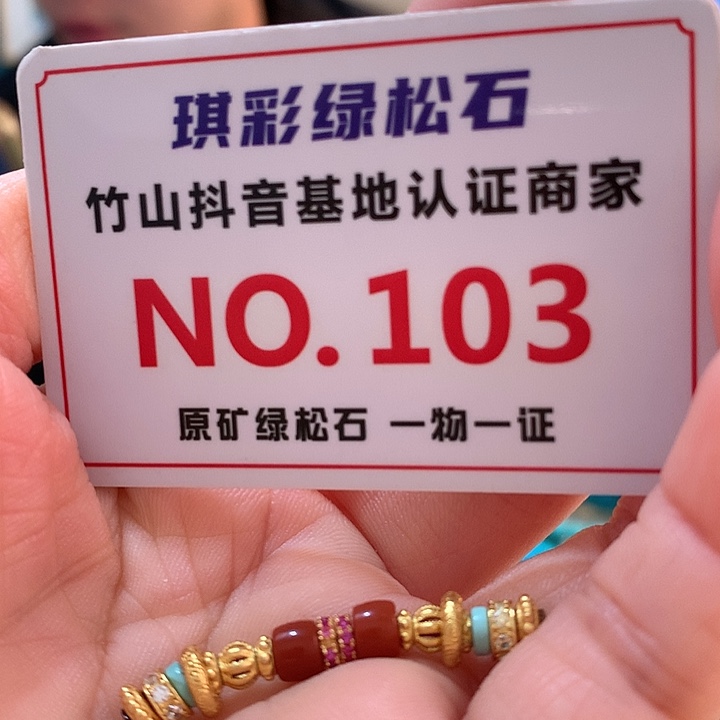 琪彩绿松石
竹山抖音基地认证商家
NO.103
原矿绿松石 一物一证